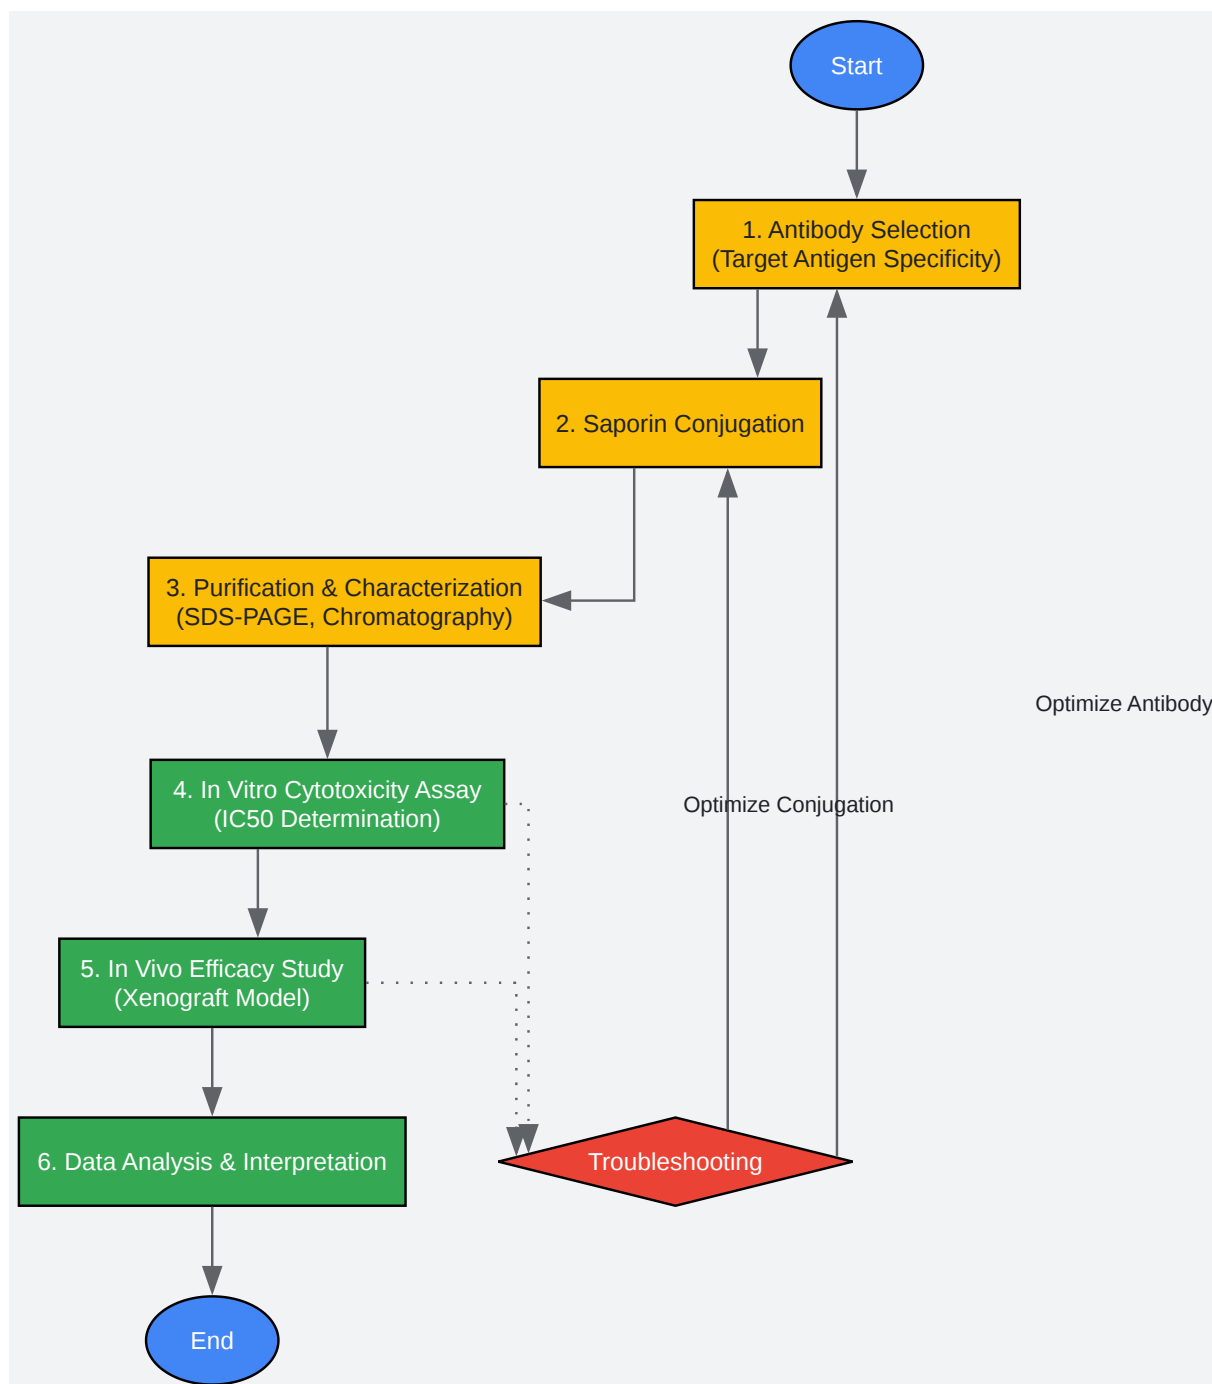 Start
1. Antibody Selection
(Target Antigen Specificity)
2. Saporin Conjugation
3. Purification & Characterization
(SDS-PAGE, Chromatography)
Optimize Antibody
4. In Vitro Cytotoxicity Assay
(IC50 Determination)
Optimize Conjugation
5. In Vivo Efficacy Study
(Xenograft Model)
6. Data Analysis & Interpretation
Troubleshooting
End